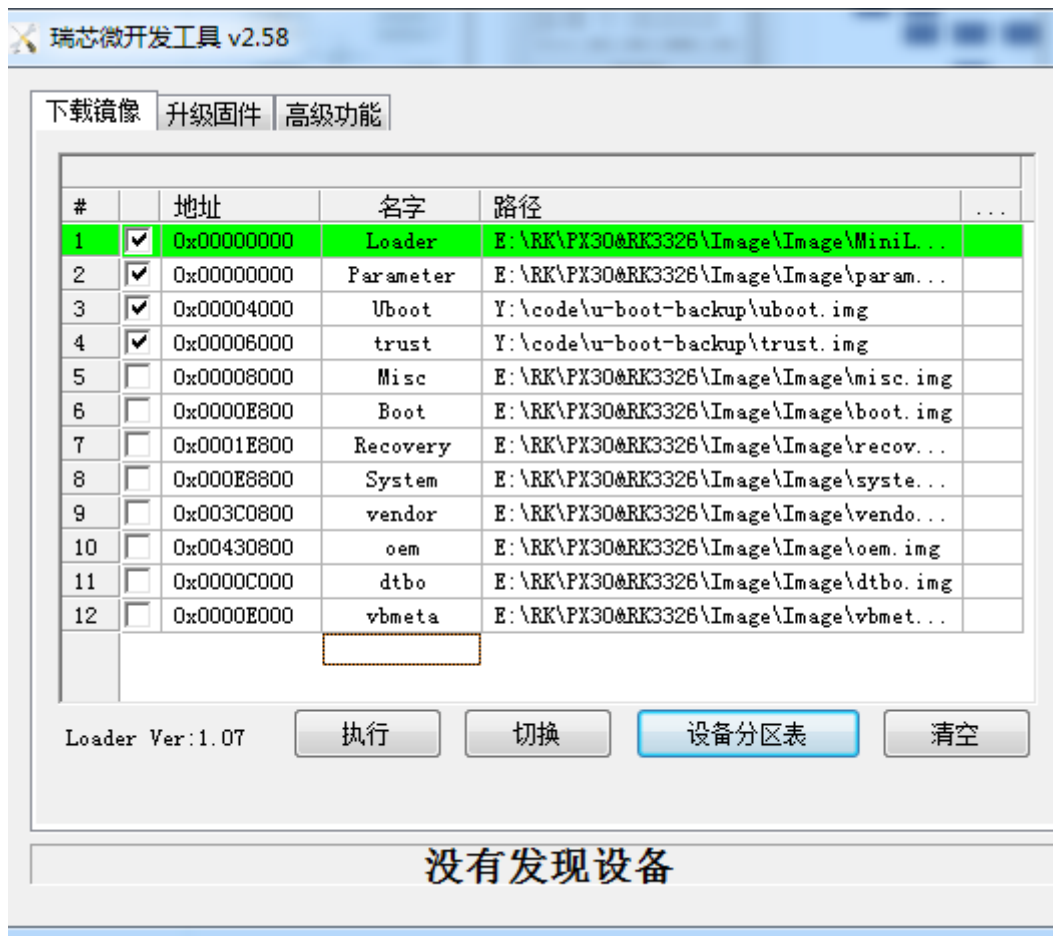 瑞芯微开发工具 v2.58
下载镜像 升级固件 高级功能
# 地址 名字 路径 ...
1 0x00000000 Loader E:\RK\PX30&RK3326\Image\Image\MiniL...
2 0x00000000 Parameter E:\RK\PX30&RK3326\Image\Image\param...
3 0x00004000 Uboot Y:\code\u-boot-backup\uboot.img
4 0x00006000 trust Y:\code\u-boot-backup\trust.img
5 0x00008000 Misc E:\RK\PX30&RK3326\Image\Image\misc.img
6 0x0000E800 Boot E:\RK\PX30&RK3326\Image\Image\boot.img
7 0x0001E800 Recovery E:\RK\PX30&RK3326\Image\Image\recov...
8 0x000E8800 System E:\RK\PX30&RK3326\Image\Image\syste...
9 0x003C0800 vendor E:\RK\PX30&RK3326\Image\Image\vendo...
10 0x00430800 oem E:\RK\PX30&RK3326\Image\Image\oem.img
11 0x0000C000 dtbo E:\RK\PX30&RK3326\Image\Image\dtbo.img
12 0x0000E000 vbmeta E:\RK\PX30&RK3326\Image\Image\vbmet...
Loader Ver:1.07 执行 切换 设备分区表 清空
没有发现设备